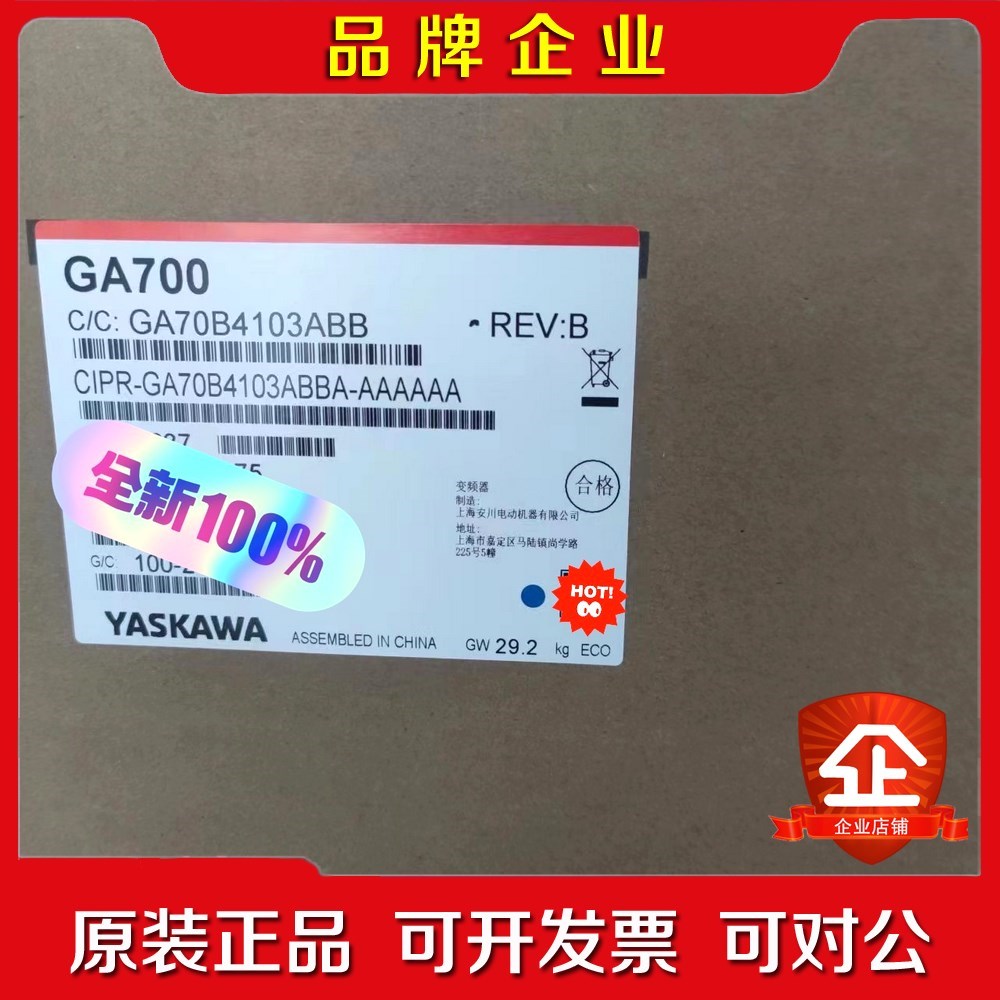 品牌企业
GA700
C/C: GA70B4103ABB
REV:B
CIPR-GA70B4103ABBA-AAAAAA
全新100%
变频器
制造:
上海安川电动机器有限公司
地址:
上海市嘉定区马陆镇尚学路
225号5幢
合格
G/C:
HOT!
YASKAWA
ASSEMBLED IN CHINA
GW 29.2 kg ECO
企
企业店铺
原装正品 可开发票 可对公